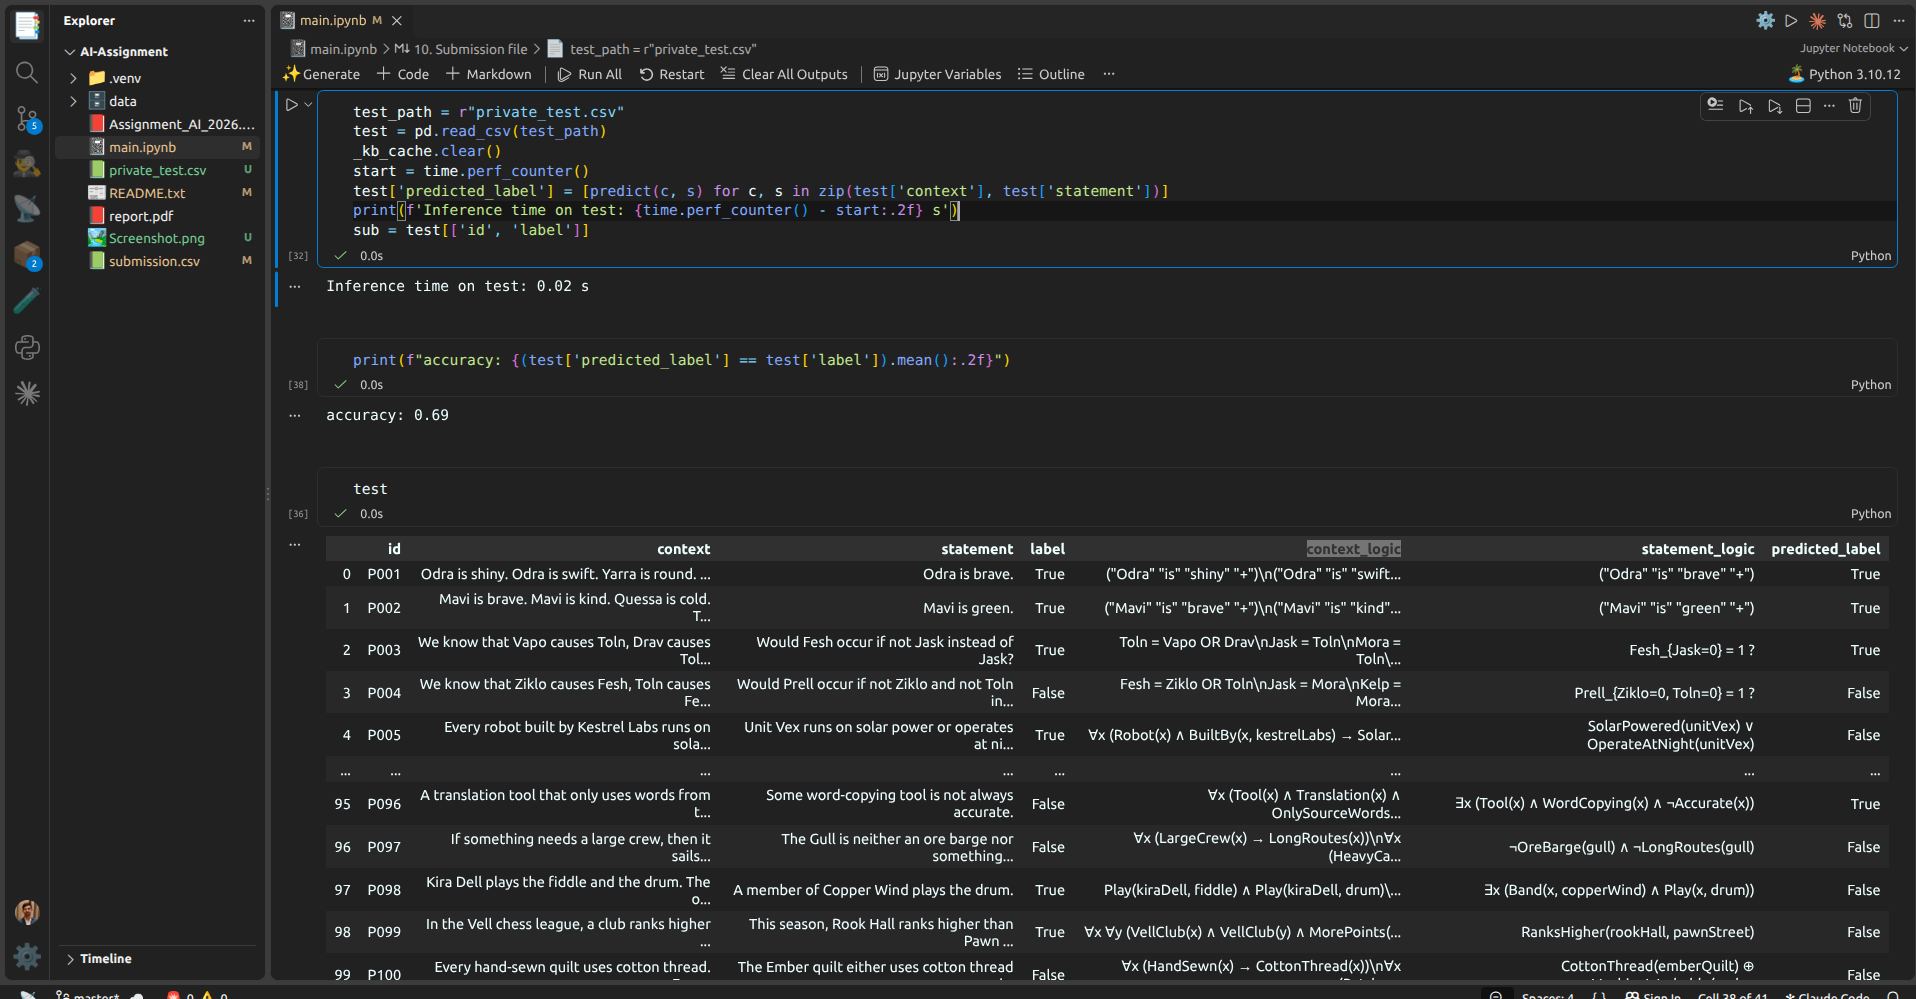 Explorer
AI-Assignment
.venv
data
Assignment_AI_2026....
main.ipynb M
private_test.csv U
README.txt M
report.pdf
Screenshot.png U
submission.csv M
5
2
Timeline
main.ipynb M
main.ipynb > M↓ 10. Submission file > test_path = r"private_test.csv"
Jupyter Notebook
Generate + Code + Markdown Run All Restart Clear All Outputs Jupyter Variables Outline ...
Python 3.10.12
test_path = r"private_test.csv"
test = pd.read_csv(test_path)
_kb_cache.clear()
start = time.perf_counter()
test['predicted_label'] = [predict(c, s) for c, s in zip(test['context'], test['statement'])]
print(f'Inference time on test: {time.perf_counter() - start:.2f} s')
sub = test[['id', 'label']]
[32] 0.0s Python
Inference time on test: 0.02 s
print(f"accuracy: {(test['predicted_label'] == test['label']).mean():.2f}")
[38] 0.0s Python
accuracy: 0.69
test
[36] 0.0s Python
id context statement label context_logic statement_logic predicted_label
0 P001 Odra is shiny. Odra is swift. Yarra is round. ... Odra is brave. True ("Odra" "is" "shiny" "+")\n("Odra" "is" "swift... ("Odra" "is" "brave" "+") True
1 P002 Mavi is brave. Mavi is kind. Quessa is cold. T... Mavi is green. True ("Mavi" "is" "brave" "+")\n("Mavi" "is" "kind"... ("Mavi" "is" "green" "+") True
2 P003 We know that Vapo causes Toln, Drav causes Tol... Would Fesh occur if not Jask instead of Jask? True Toln = Vapo OR Drav\nJask = Toln\nMora = Toln\... Fesh_{Jask=0} = 1 ? True
3 P004 We know that Ziklo causes Fesh, Toln causes Fe... Would Prell occur if not Ziklo and not Toln in... False Fesh = Ziklo OR Toln\nJask = Mora\nKelp = Mora... Prell_{Ziklo=0, Toln=0} = 1 ? False
4 P005 Every robot built by Kestrel Labs runs on sola... Unit Vex runs on solar power or operates at ni... True ∀x (Robot(x) ∧ BuiltBy(x, kestrelLabs) → Solar... SolarPowered(unitVex) ∨ OperateAtNight(unitVex) False
... ... ... ... ... ... ... ...
95 P096 A translation tool that only uses words from t... Some word-copying tool is not always accurate. False ∀x (Tool(x) ∧ Translation(x) ∧ OnlySourceWords... ∃x (Tool(x) ∧ WordCopying(x) ∧ ¬Accurate(x)) True
96 P097 If something needs a large crew, then it sails... The Gull is neither an ore barge nor something... False ∀x (LargeCrew(x) → LongRoutes(x))\n∀x (HeavyCa... ¬OreBarge(gull) ∧ ¬LongRoutes(gull) False
97 P098 Kira Dell plays the fiddle and the drum. The o... A member of Copper Wind plays the drum. True Play(kiraDell, fiddle) ∧ Play(kiraDell, drum)\... ∃x (Band(x, copperWind) ∧ Play(x, drum)) False
98 P099 In the Vell chess league, a club ranks higher ... This season, Rook Hall ranks higher than Pawn ... True ∀x ∀y (VellClub(x) ∧ VellClub(y) ∧ MorePoints(... RanksHigher(rookHall, pawnStreet) False
99 P100 Every hand-sewn quilt uses cotton thread. The Ember quilt either uses cotton thread False ∀x (HandSewn(x) → CottonThread(x))\n∀x CottonThread(emberQuilt) ⊕ False
master* 0 0 Spaces: 4 { } Sign In Cell 38 of 41 Claude Code